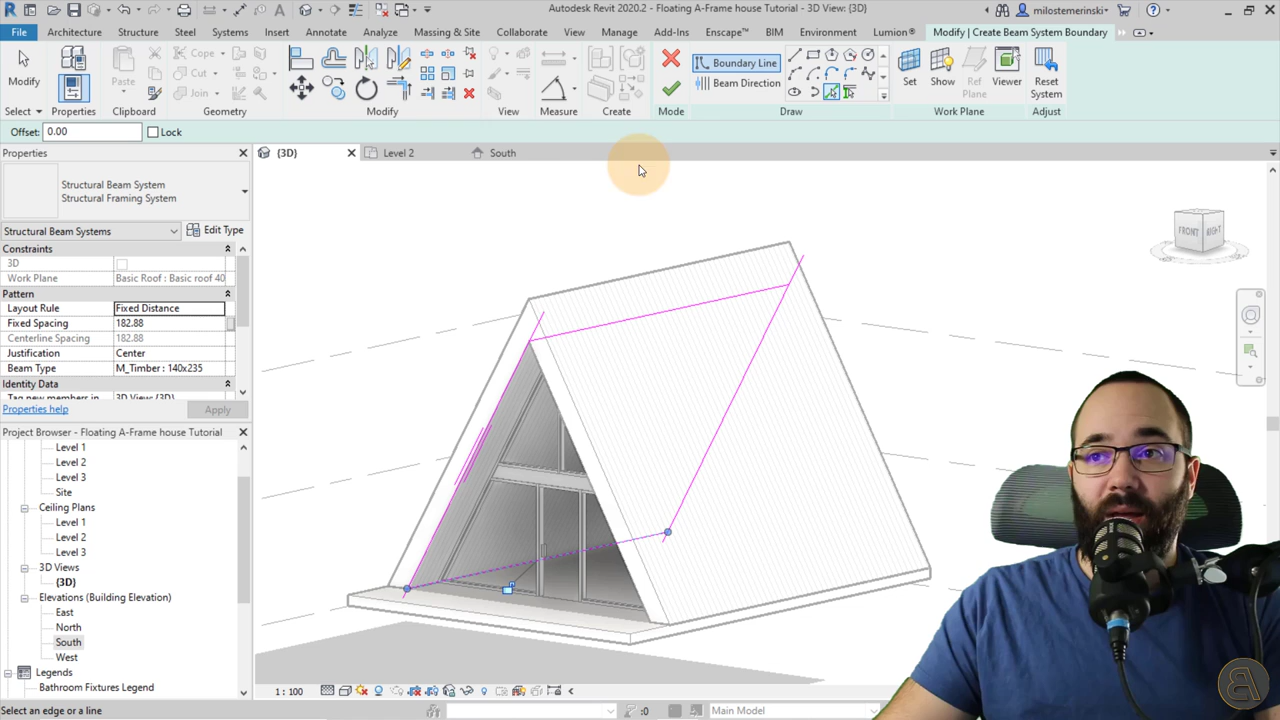 Autodesk Revit 2020.2 - Floating A-Frame house Tutorial - 3D View: {3D}
milostemerinski
File
Architecture
Structure
Steel
Systems
Insert
Annotate
Analyze
Massing & Site
Collaborate
View
Manage
Add-Ins
Enscape™
BIM
Environment
Lumion®
Modify | Create Beam System Boundary
Modify
Paste
Cope
Cut
Join
Boundary Line
Beam Direction
Set
Show
Ref Plane
Viewer
Reset System
Select
Properties
Clipboard
Geometry
Modify
View
Measure
Create
Mode
Draw
Work Plane
Adjust
Offset: 0.00
Lock
Properties
{3D}
Level 2
South
Structural Beam System
Structural Framing System
Structural Beam Systems
Edit Type
Constraints
3D
Work Plane Basic Roof : Basic roof 40
Pattern
Layout Rule Fixed Distance
Fixed Spacing 182.88
Centerline Spacing 182.88
Justification Center
Beam Type M_Timber : 140x235
Identity Data
Tag new members in 3D View: {3D}
Properties help
Apply
Project Browser - Floating A-Frame house Tutorial
Level 1
Level 2
Level 3
Site
Ceiling Plans
Level 1
Level 2
Level 3
3D Views
{3D}
Elevations (Building Elevation)
East
North
South
West
Legends
Bathroom Fixtures Legend
FRONT
RIGHT
1 : 100
Select an edge or a line
:0
Main Model